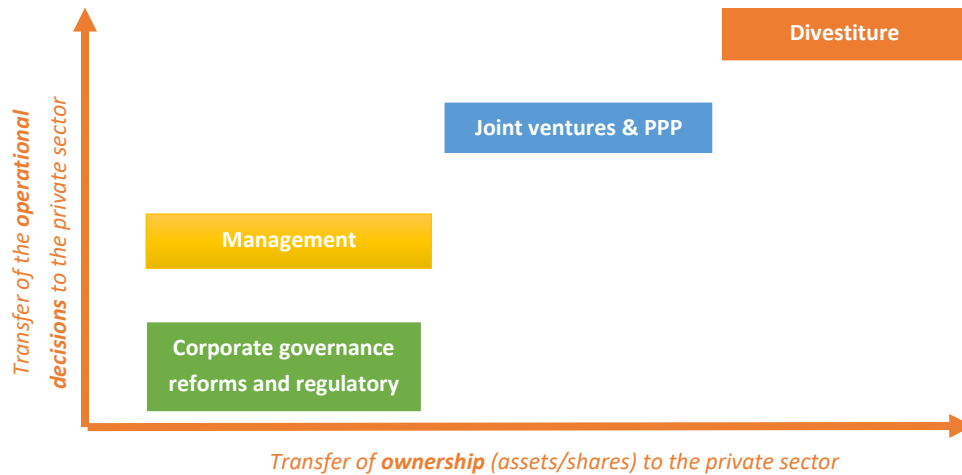 Divestiture
Joint ventures & PPP
Management
Corporate governance
reforms and regulatory
Transfer of the operational
decisions to the private sector
Transfer of ownership (assets/shares) to the private sector